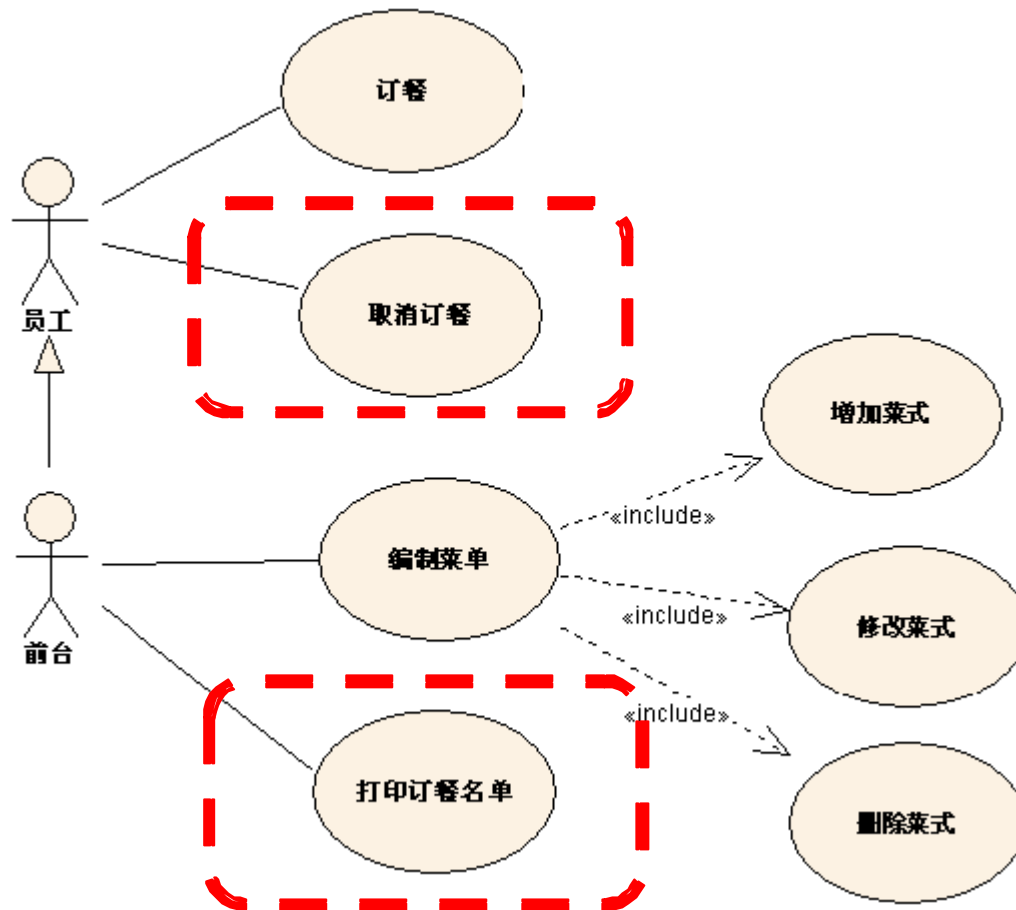 订餐
取消订餐
员工
增加菜式
«include»
编制菜单
修改菜式
«include»
前台
«include»
打印订餐名单
删除菜式